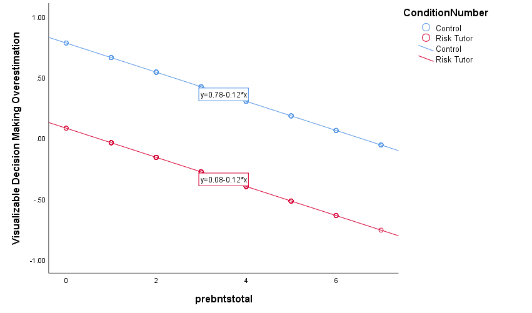 ConditionNumber
Control
Risk Tutor
Control
Risk Tutor
Visualizable Decision Making Overestimation
1.00
.50
.00
-.50
-1.00
y=0.78-0.12*x
y=0.08-0.12*x
0
2
4
6
prebntstotal